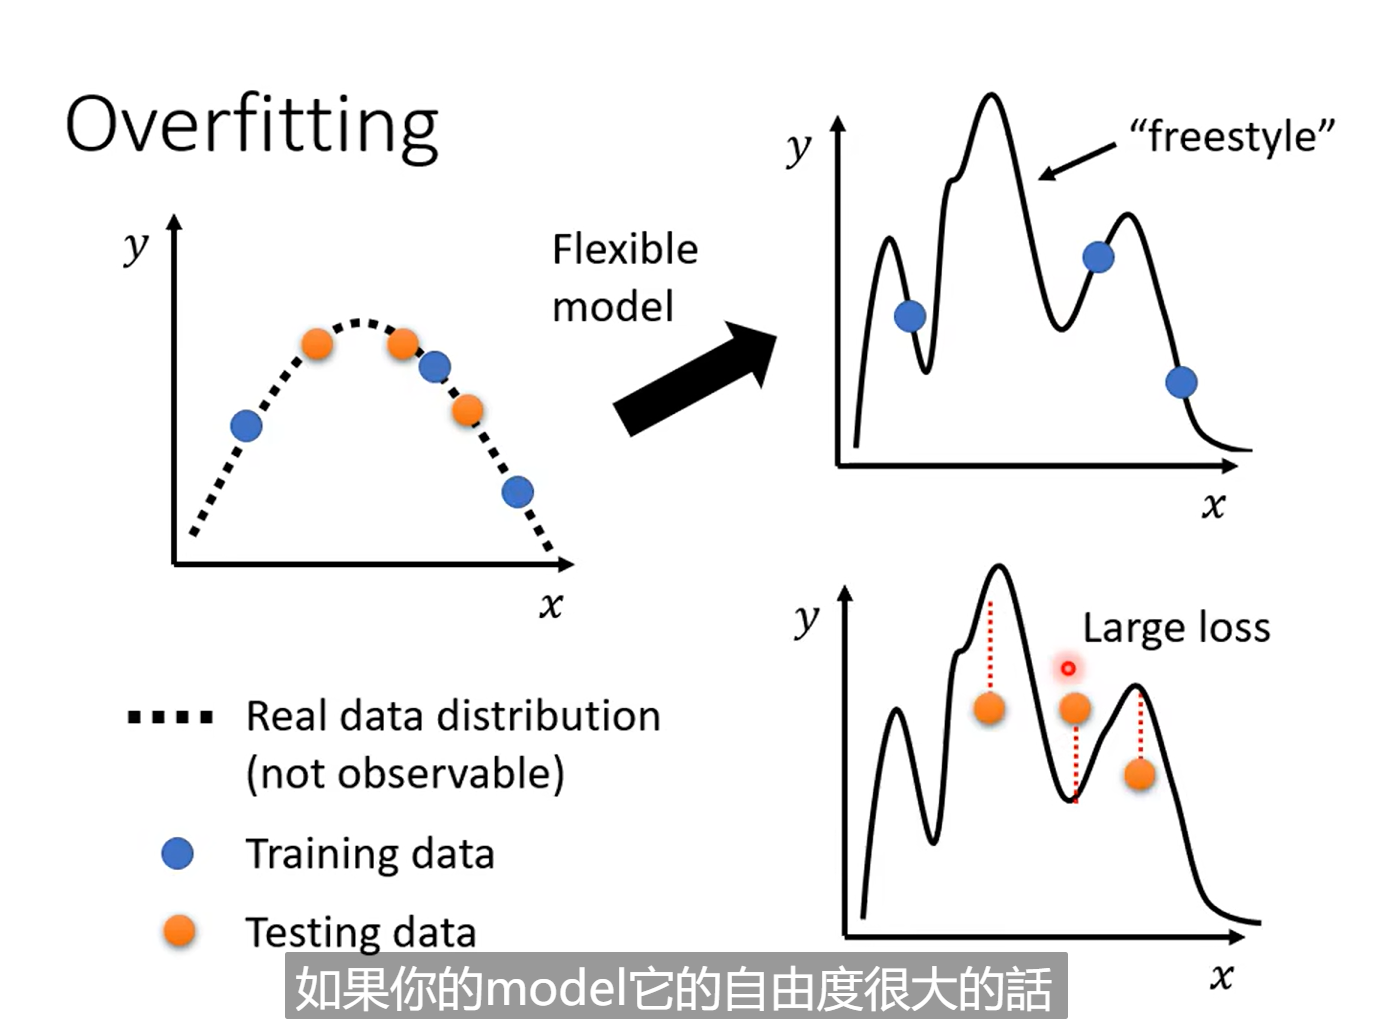 Overfitting
y
x
Flexible
model
y
"freestyle"
x
y
Large loss
x
Real data distribution
(not observable)
Training data
Testing data
如果你的model它的自由度很大的話